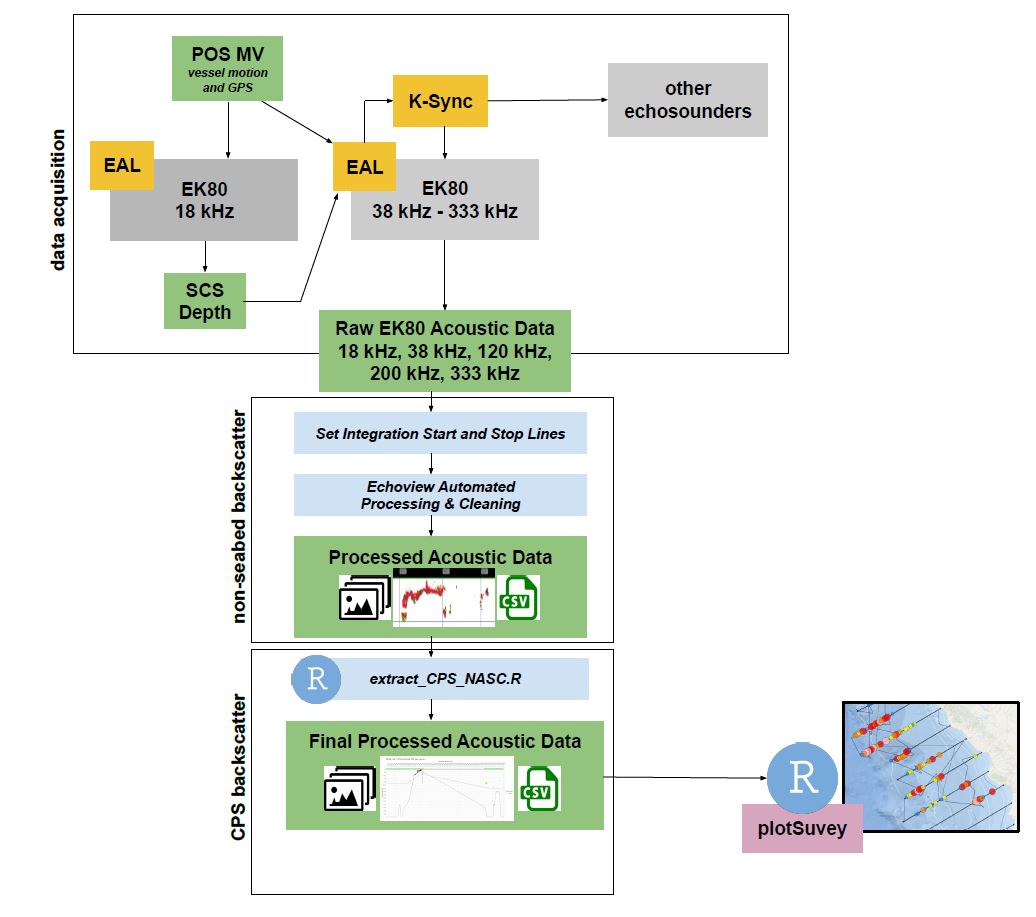 data acquisition
POS MV
vessel motion
and GPS
K-Sync
other
echosounders
EAL
EK80
18 kHz
EAL
EK80
38 kHz - 333 kHz
SCS
Depth
Raw EK80 Acoustic Data
18 kHz, 38 kHz, 120 kHz,
200 kHz, 333 kHz
non-seabed backscatter
Set Integration Start and Stop Lines
Echoview Automated
Processing & Cleaning
Processed Acoustic Data
CSV
CPS backscatter
R
extract_CPS_NASC.R
Final Processed Acoustic Data
CSV
R
plotSuvey